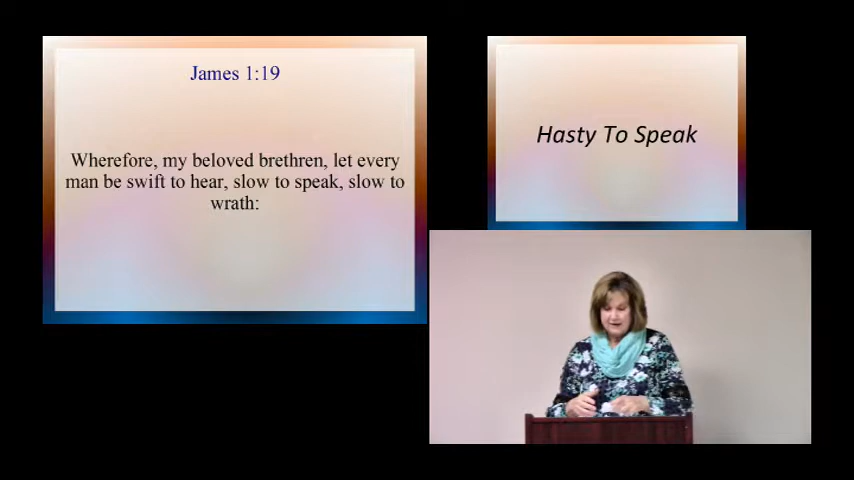 James 1:19
Wherefore, my beloved brethren, let every
man be swift to hear, slow to speak, slow to
wrath:
Hasty To Speak